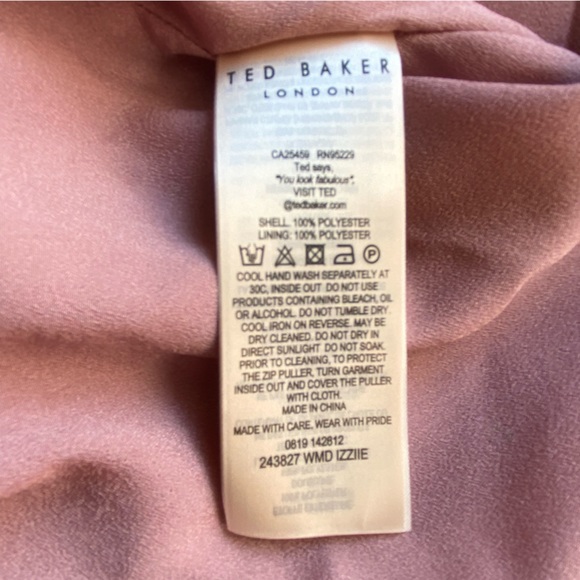 TED BAKER
LONDON
CA25459 RN95229
Ted says,
"You look fabulous".
VISIT TED
@tedbaker.com
SHELL: 100% POLYESTER
LINING: 100% POLYESTER
P
COOL HAND WASH SEPARATELY AT
30C, INSIDE OUT. DO NOT USE
PRODUCTS CONTAINING BLEACH, OIL
OR ALCOHOL. DO NOT TUMBLE DRY.
COOL IRON ON REVERSE. MAY BE
DRY CLEANED. DO NOT DRY IN
DIRECT SUNLIGHT. DO NOT SOAK.
PRIOR TO CLEANING, TO PROTECT
THE ZIP PULLER, TURN GARMENT
INSIDE OUT AND COVER THE PULLER
WITH CLOTH.
MADE IN CHINA
MADE WITH CARE, WEAR WITH PRIDE
0619 142612
243827 WMD IZZIIE